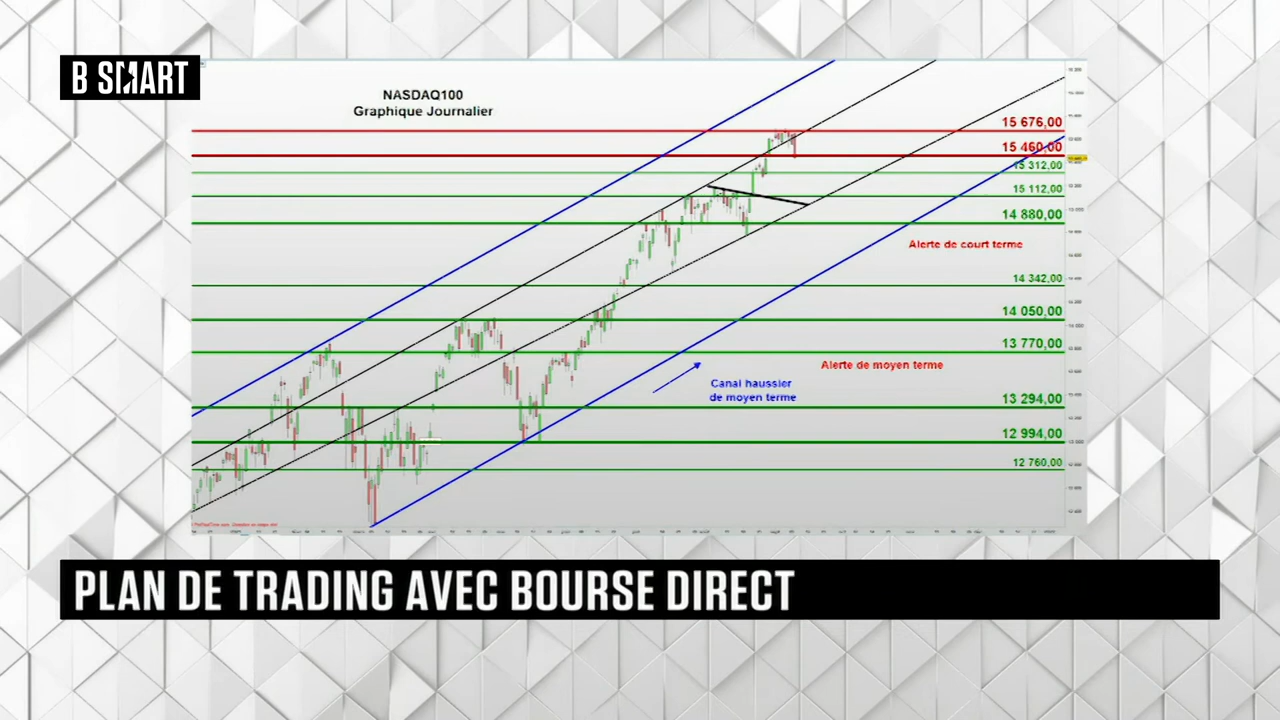 B SMART
NASDAQ100
Graphique Journalier
15 676,00
15 460,00
15 312,00
15 112,00
14 880,00
Alerte de court terme
14 342,00
14 050,00
13 770,00
Alerte de moyen terme
Canal haussier
de moyen terme
13 294,00
12 994,00
12 760,00
PLAN DE TRADING AVEC BOURSE DIRECT